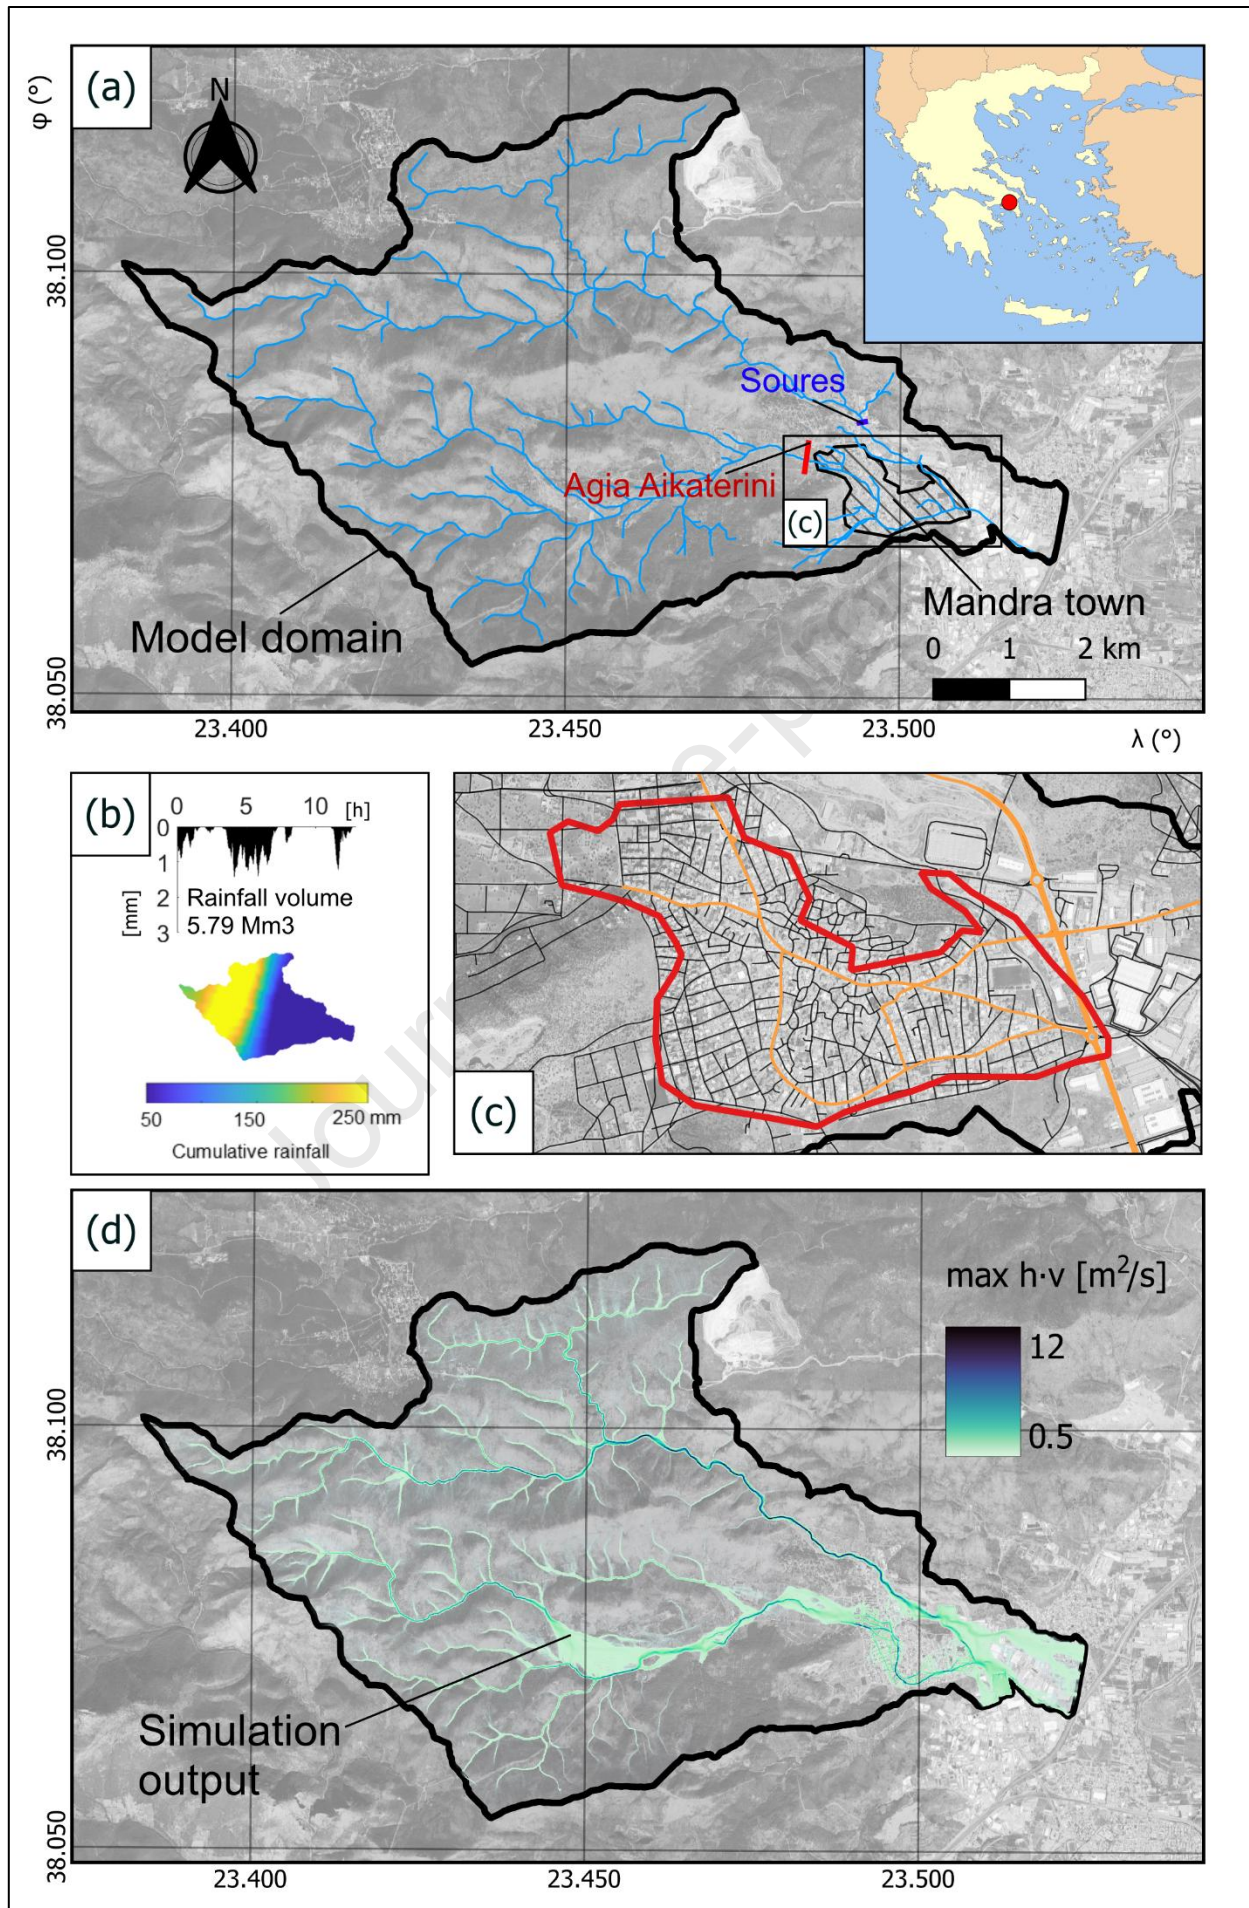 (a)
φ (°)
N
38.100
Soures
Agia Aikaterini
(c)
Model domain
Mandra town
0 1 2 km
38.050
23.400 23.450 23.500
λ (°)
(b)
0 5 10 [h]
0
1
2
3
[mm]
Rainfall volume
5.79 Mm3
50 150 250 mm
Cumulative rainfall
(c)
(d)
max h·v [m²/s]
12
0.5
38.100
Simulation
output
38.050
23.400 23.450 23.500